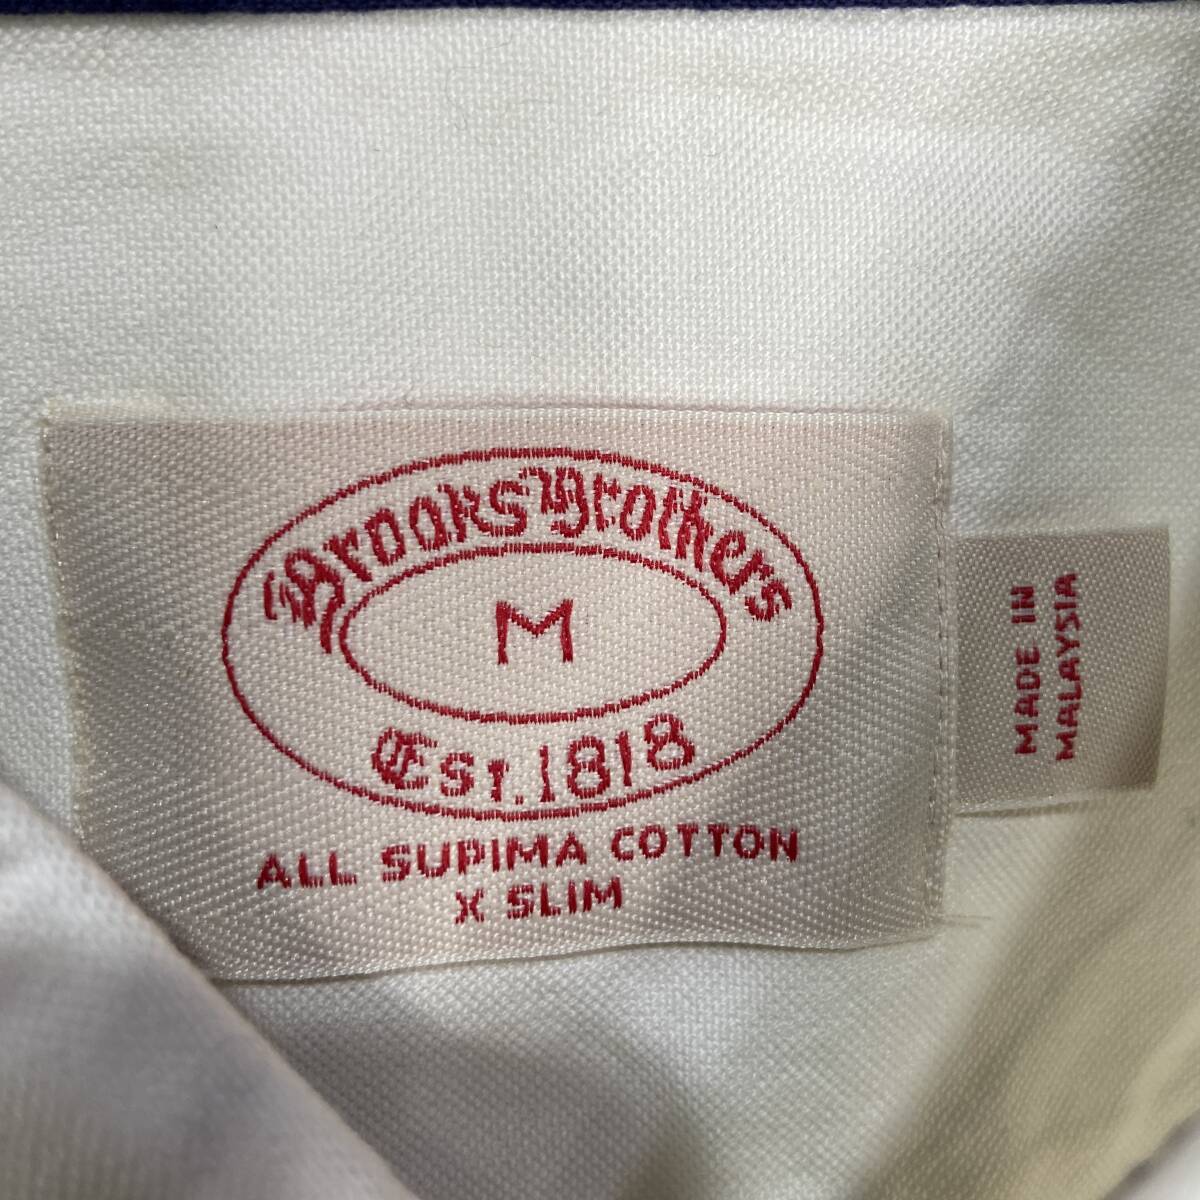 Brooks Brothers
M
Est. 1818
ALL SUPIMA COTTON
X SLIM
MADE IN
MALAYSIA